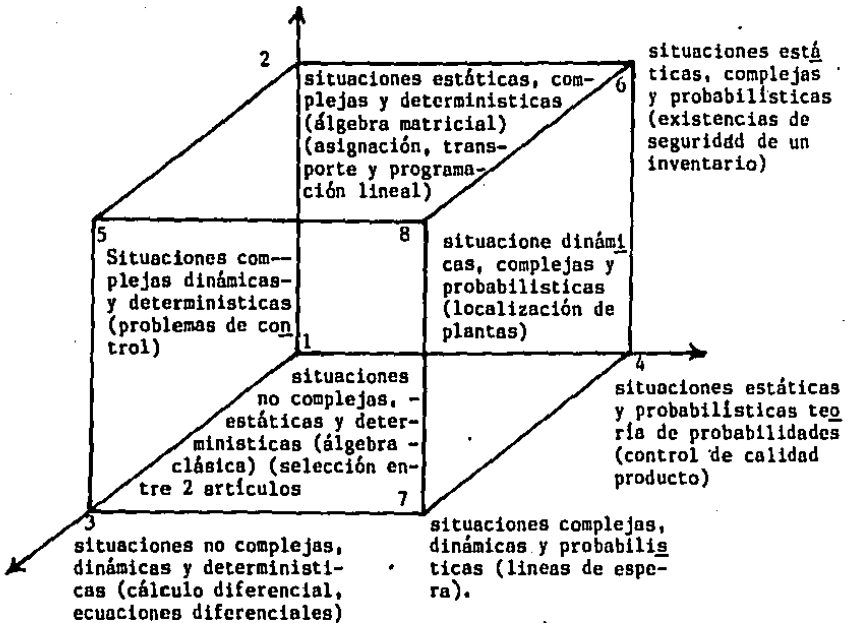 2
situaciones estáticas, com-
plejas y deterministicas
(álgebra matricial)
(asignación, trans-
porte y programa-
ción lineal)
6
situaciones está
ticas, complejas
y probabilísticas
(existencias de
seguridad de un
inventario)
5
Situaciones com--
plejas dinámicas-
y deterministicas
(problemas de con
trol)
8
situacione dinámi
cas, complejas y
probabilisticas
(localización de
plantas)
1
situaciones
no complejas, -
estáticas y deter-
ministicas (álgebra -
clásica) (selección en-
tre 2 artículos
4
situaciones estáticas
y probabilísticas teo
ría de probabilidades
(control de calidad
producto)
3
situaciones no complejas,
dinámicas y determinísti-
cas (cálculo diferencial,
ecuaciones diferenciales)
7
situaciones complejas,
dinámicas y probabilis
ticas (lineas de espe-
ra).